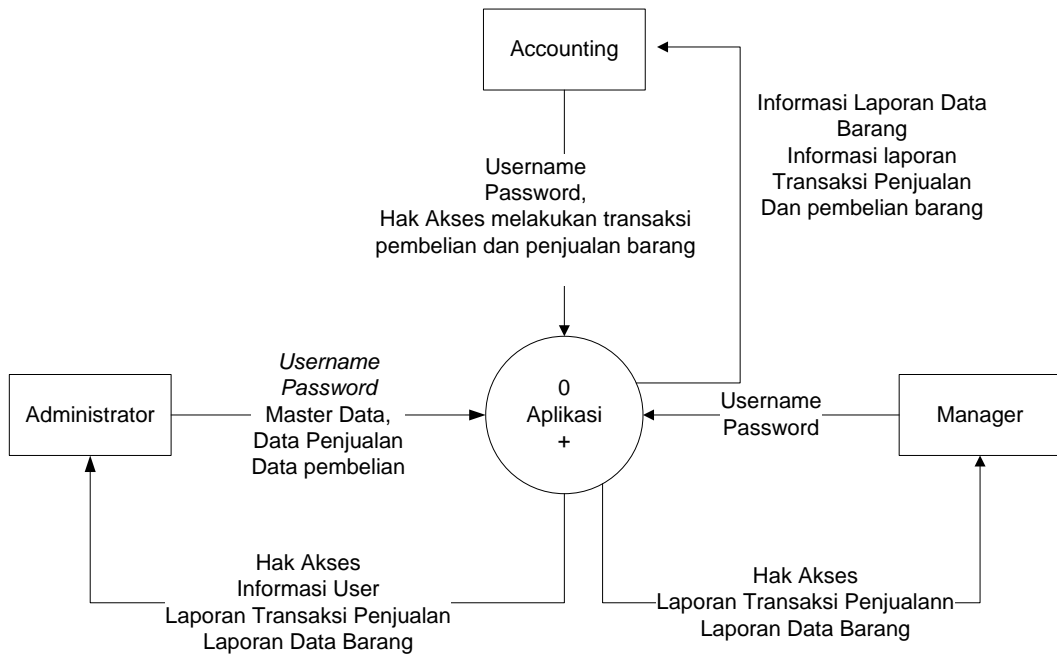 Accounting
Informasi Laporan Data
Barang
Informasi laporan
Transaksi Penjualan
Dan pembelian barang
Username
Password,
Hak Akses melakukan transaksi
pembelian dan penjualan barang
Administrator
Username
Password
Master Data,
Data Penjualan
Data pembelian
0
Aplikasi
+
Username
Password
Manager
Hak Akses
Informasi User
Laporan Transaksi Penjualan
Laporan Data Barang
Hak Akses
Laporan Transaksi Penjualann
Laporan Data Barang